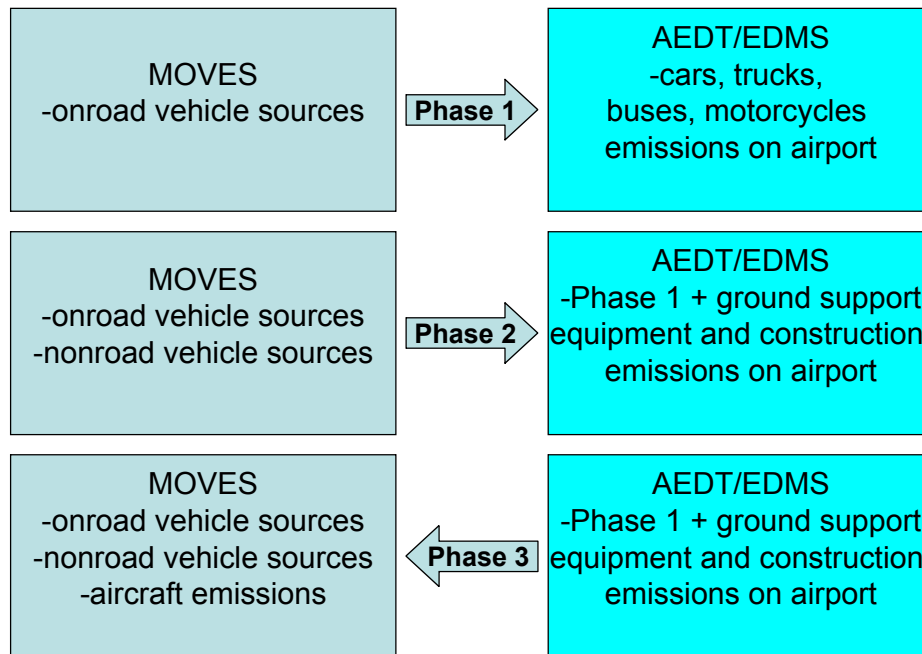 MOVES
-onroad vehicle sources
Phase 1
AEDT/EDMS
-cars, trucks,
buses, motorcycles
emissions on airport
MOVES
-onroad vehicle sources
-nonroad vehicle sources
Phase 2
AEDT/EDMS
-Phase 1 + ground support
equipment and construction
emissions on airport
MOVES
-onroad vehicle sources
-nonroad vehicle sources
-aircraft emissions
Phase 3
AEDT/EDMS
-Phase 1 + ground support
equipment and construction
emissions on airport